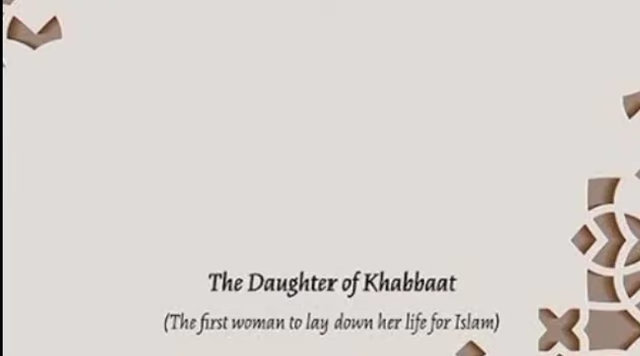 The Daughter of Khabbaat
(The first woman to lay down her life for Islam)